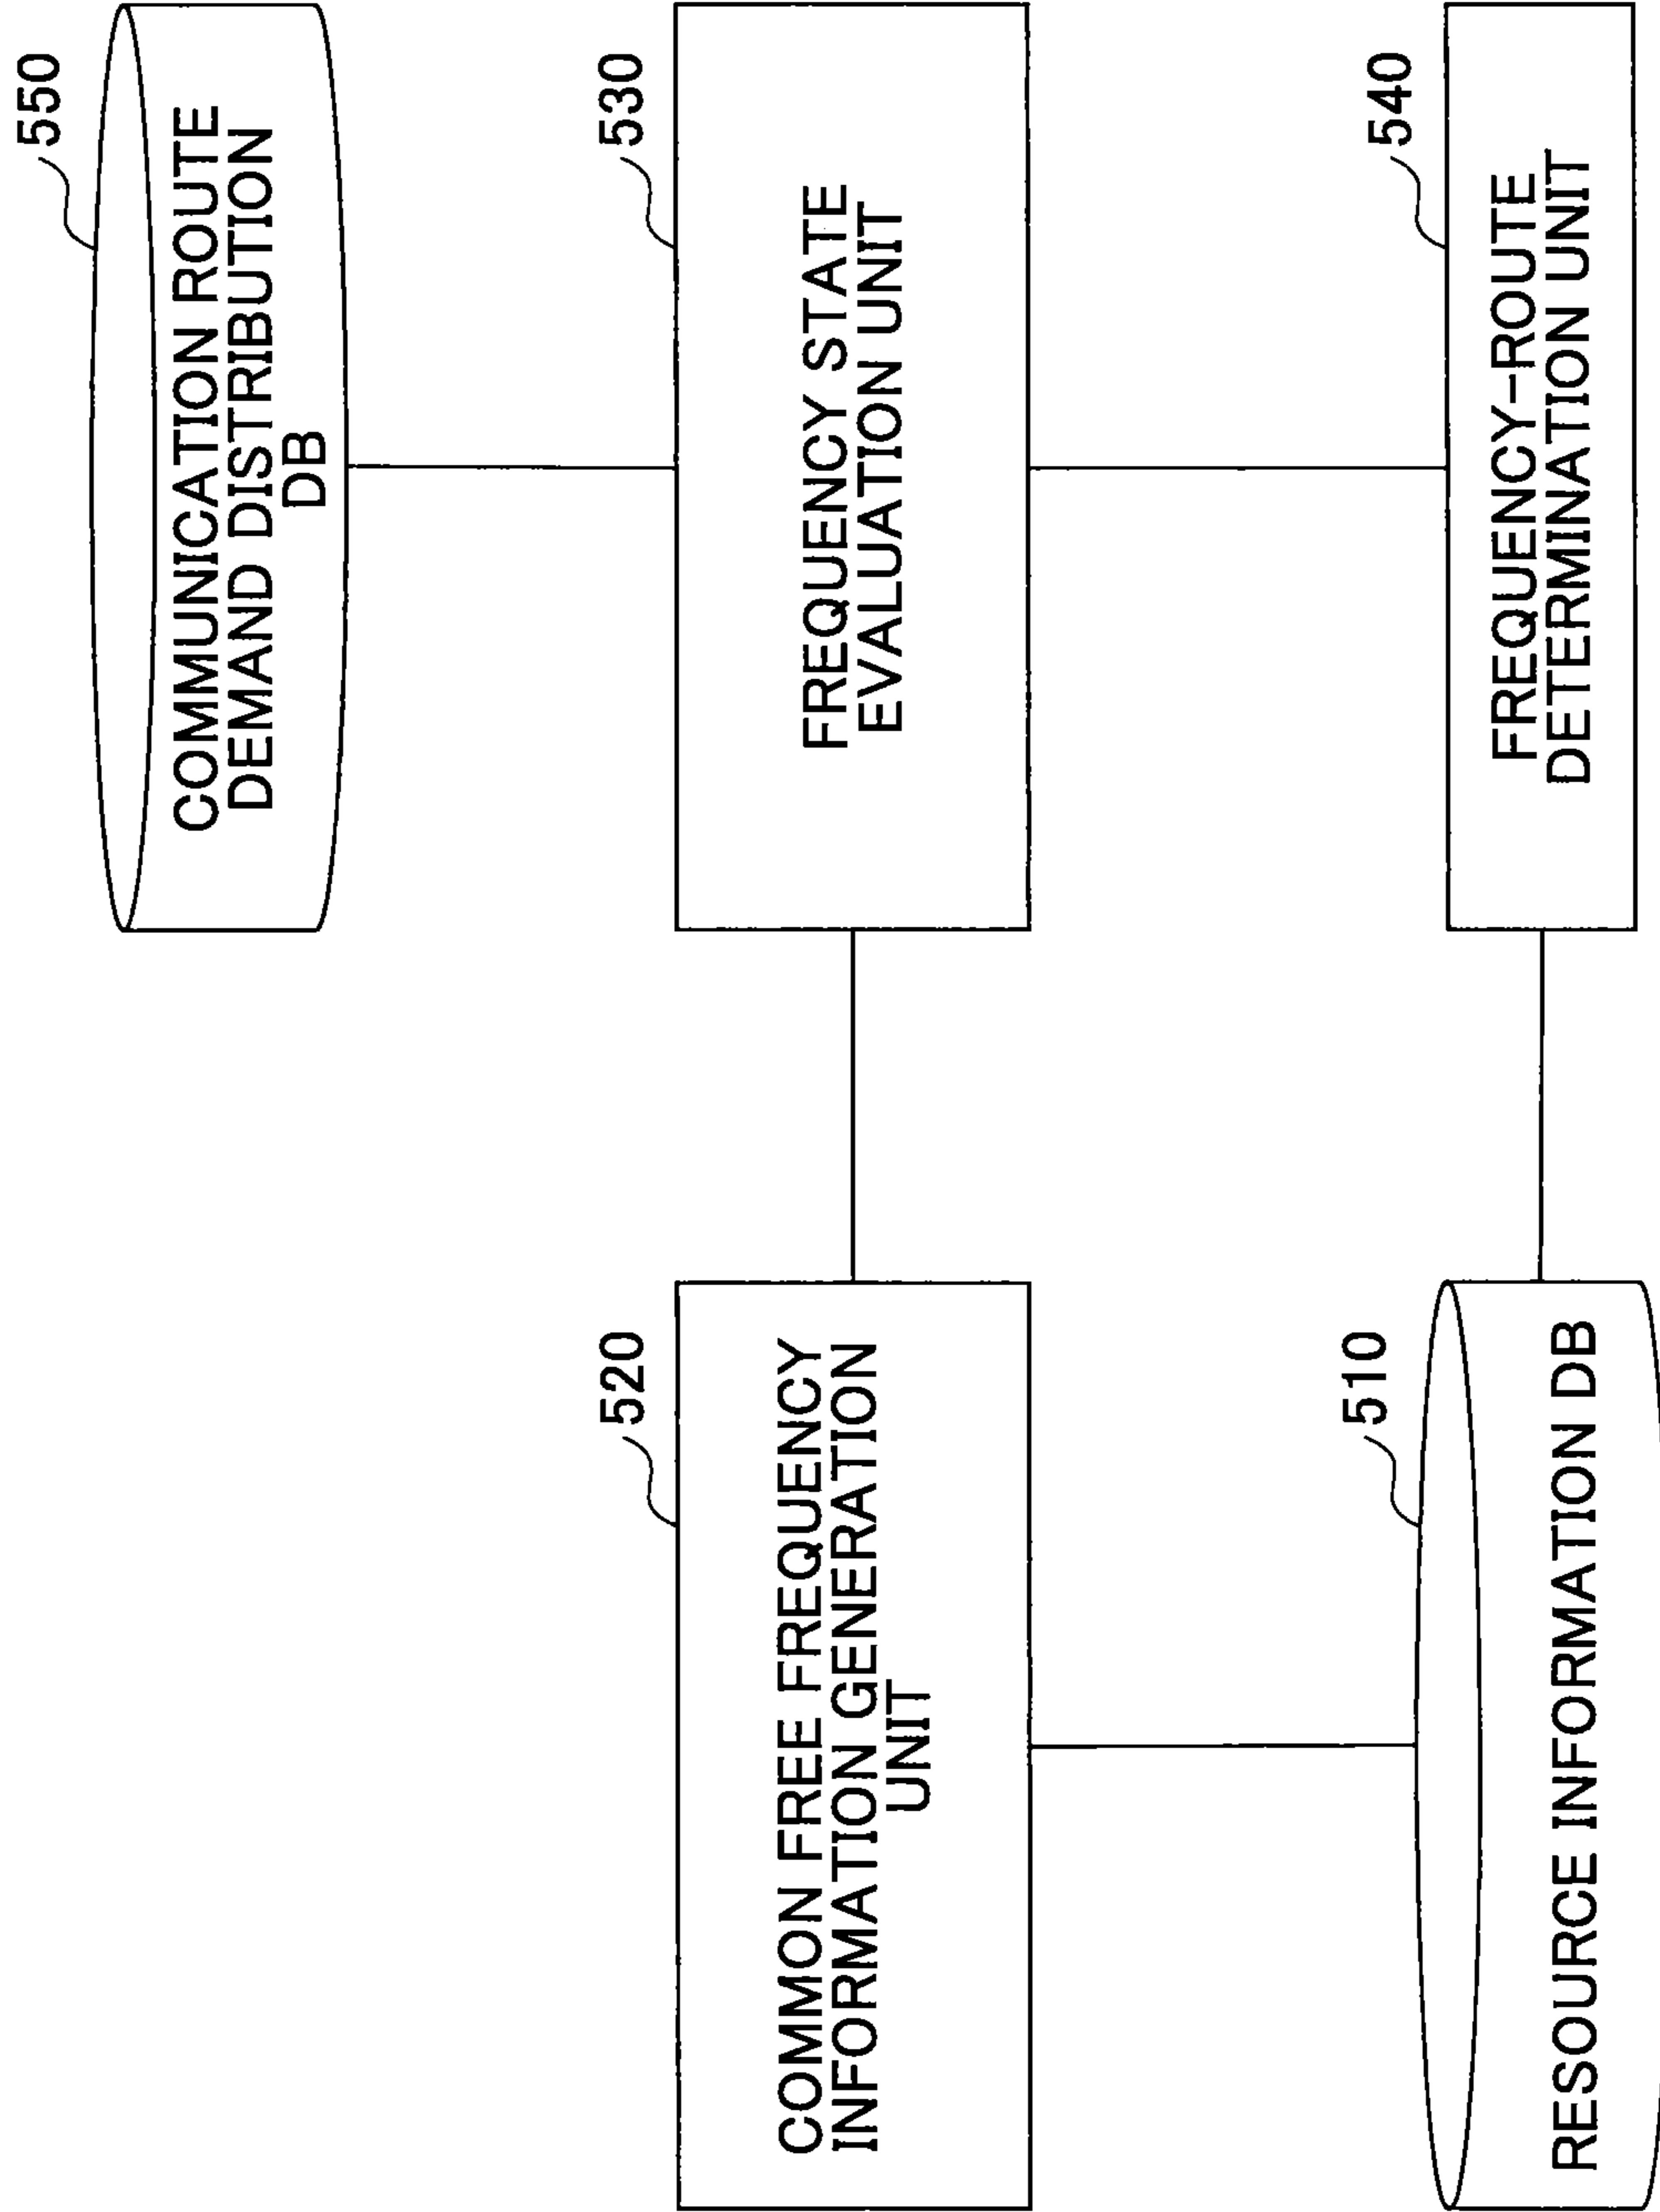 550
COMMUNICATION ROUTE
DEMAND DISTRIBUTION
DB
520
COMMON FREE FREQUENCY
INFORMATION GENERATION
UNIT
530
FREQUENCY STATE
EVALUATION UNIT
510
RESOURCE INFORMATION DB
540
FREQUENCY-ROUTE
DETERMINATION UNIT